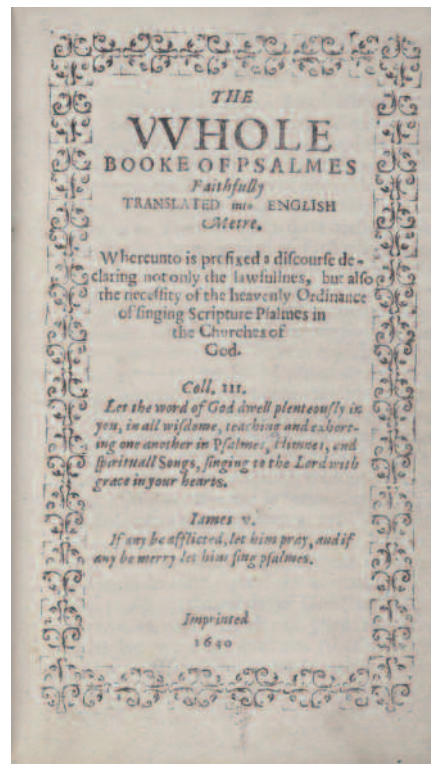 THE
VVHOLE
BOOKE OF PSALMES
Faithfully
TRANSLATED into ENGLISH
Metre.
Whereunto is prefixed a discourse de-
claring not only the lawfullnes, but also
the necessity of the heavenly Ordinance
of singing Scripture Psalmes in
the Churches of
God.
Coll. III.
Let the word of God dwell plenteously in
you, in all wisdome, teaching and exhort-
ing one another in Psalmes, Himnes, and
spirituall Songs, singing to the Lord with
grace in your hearts.
Iames v.
If any be afflicted, let him pray, and if
any be merry let him sing psalmes.
Imprinted
1640